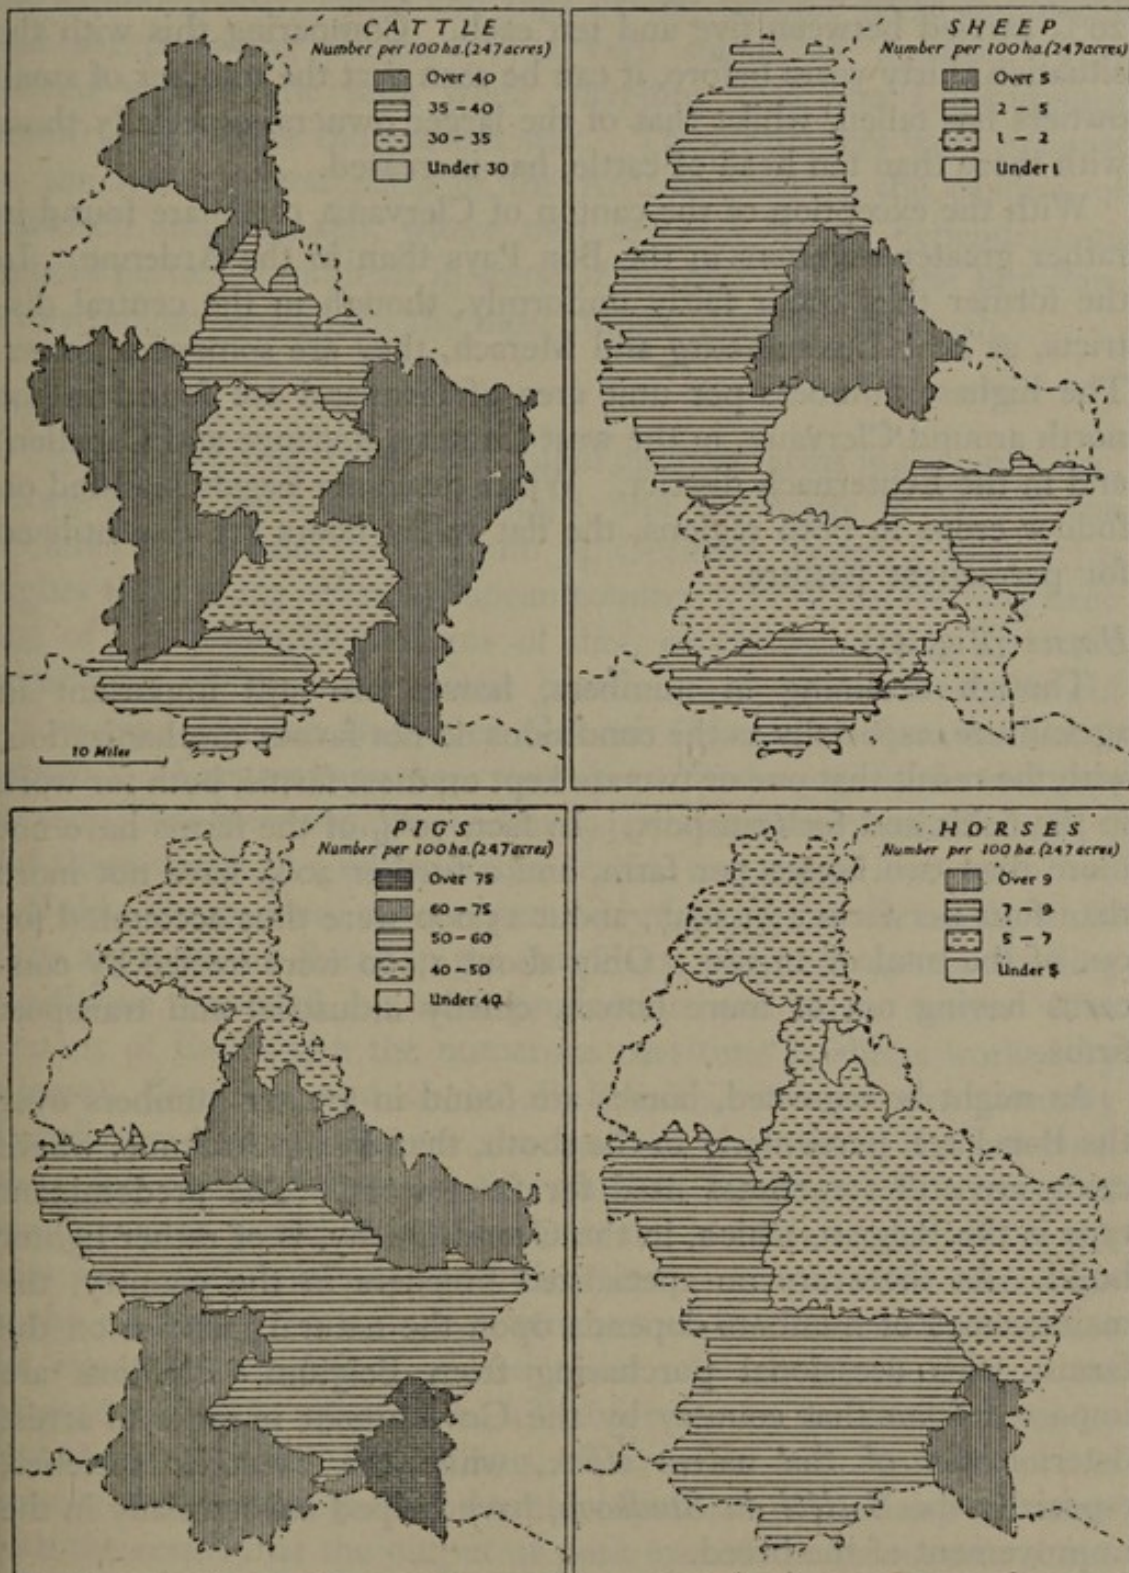 CATTLE
Number per 100 ha. (247 acres)
Over 40
35 – 40
30 – 35
Under 30
10 Miles
SHEEP
Number per 100 ha. (247 acres)
Over 5
2 – 5
1 – 2
Under 1
PIGS
Number per 100 ha. (247 acres)
Over 75
60 – 75
50 – 60
40 – 50
Under 40
HORSES
Number per 100 ha. (247 acres)
Over 9
7 – 9
5 – 7
Under 5